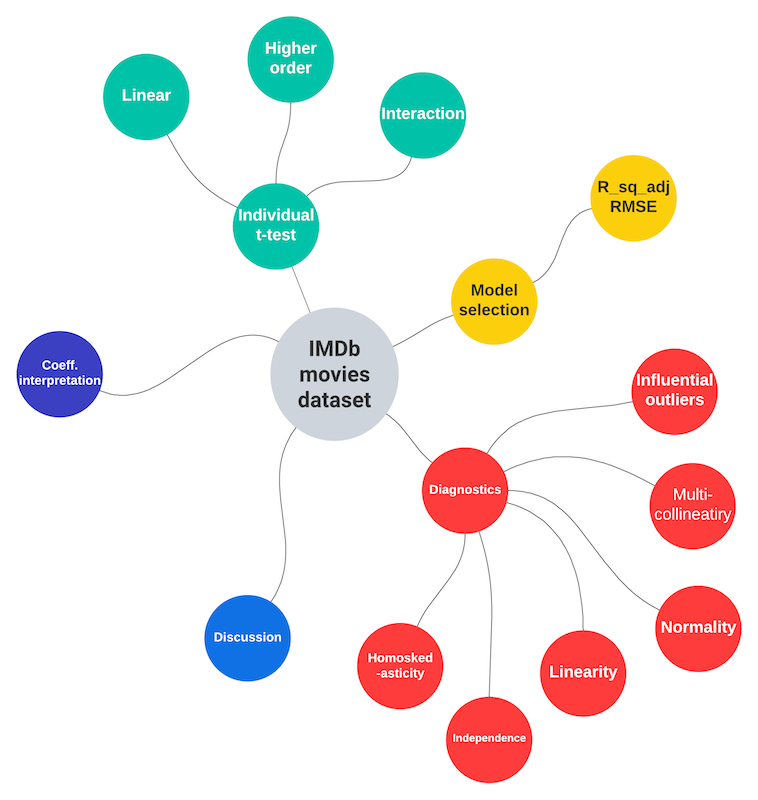 Higher
order
Linear
Interaction
Individual
t-test
R_sq_adj
RMSE
Model
selection
IMDb
movies
dataset
Coeff.
interpretation
Influential
outliers
Diagnostics
Multi-
collineatiry
Normality
Discussion
Homosked
-asticity
Linearity
Independence